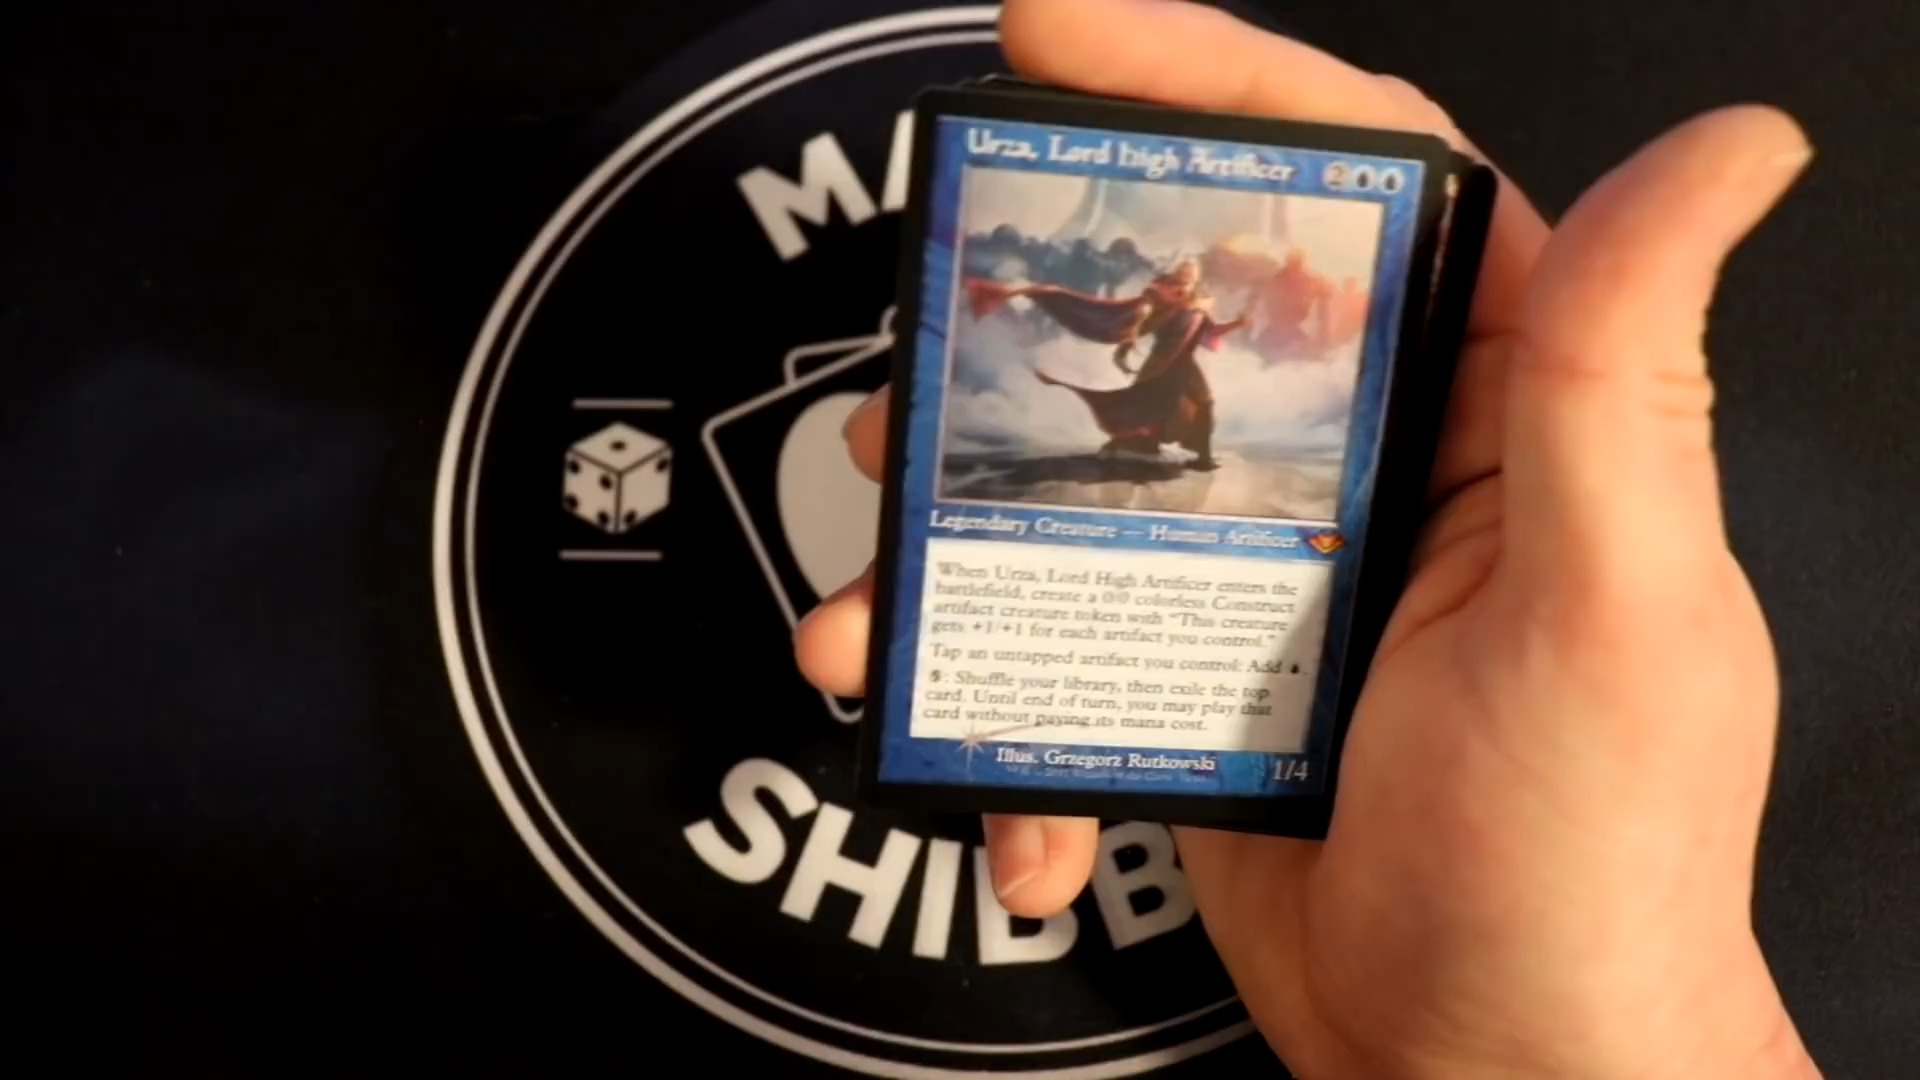 MA
Urza, Lord high Artificer 2
Legendary Creature — Human Artificer
When Urza, Lord High Artificer enters the
battlefield, create a 0/0 colorless Construct
artifact creature token with "This creature
gets +1/+1 for each artifact you control."
Tap an untapped artifact you control: Add .
5: Shuffle your library, then exile the top
card. Until end of turn, you may play that
card without paying its mana cost.
Illus. Grzegorz Rutkowski
1/4
SHIBB